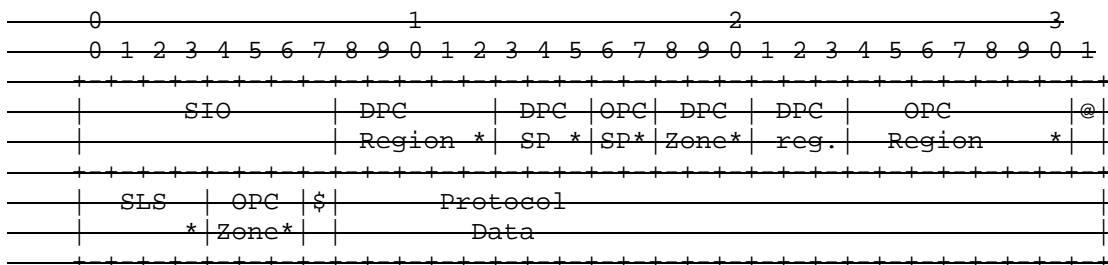 0                   1                   2                   3
0 1 2 3 4 5 6 7 8 9 0 1 2 3 4 5 6 7 8 9 0 1 2 3 4 5 6 7 8 9 0 1
+-+-+-+-+-+-+-+-+-+-+-+-+-+-+-+-+-+-+-+-+-+-+-+-+-+-+-+-+-+-+-+-+
|      SIO      | DPC     | DPC |OPC| DPC | DPC |   OPC       |@|
|               | Region *| SP *|SP*|Zone*| reg.|  Region    *| |
+-+-+-+-+-+-+-+-+-+-+-+-+-+-+-+-+-+-+-+-+-+-+-+-+-+-+-+-+-+-+-+-+
|  SLS  | OPC |$|      Protocol                                 |
|      *|Zone*| |        Data                                   |
+-+-+-+-+-+-+-+-+-+-+-+-+-+-+-+-+-+-+-+-+-+-+-+-+-+-+-+-+-+-+-+-+